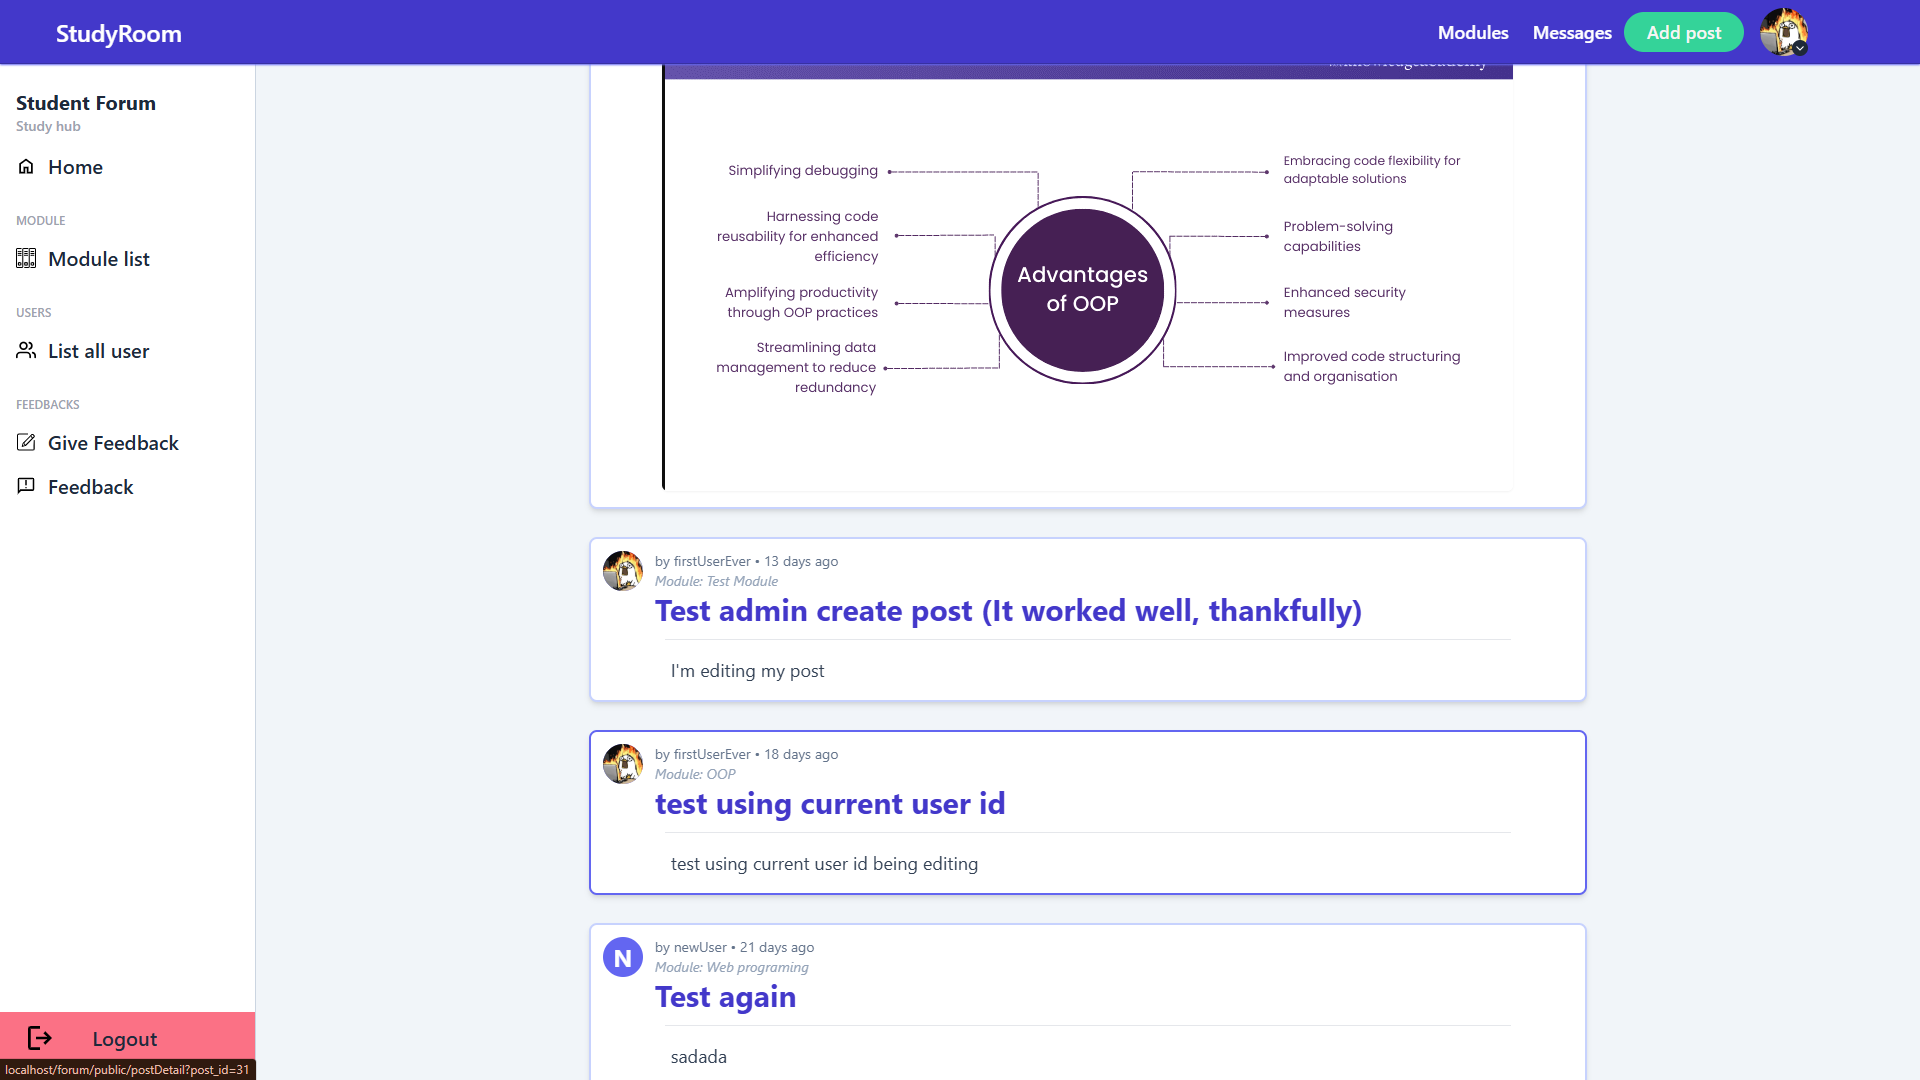 StudyRoom
Modules
Messages
Add post
Student Forum
Study hub
Home
MODULE
Module list
USERS
List all user
FEEDBACKS
Give Feedback
Feedback
Logout
localhost/forum/public/postDetail?post_id=31
Simplifying debugging
Harnessing code
reusability for enhanced
efficiency
Amplifying productivity
through OOP practices
Streamlining data
management to reduce
redundancy
Advantages
of OOP
Embracing code flexibility for
adaptable solutions
Problem-solving
capabilities
Enhanced security
measures
Improved code structuring
and organisation
by firstUserEver • 13 days ago
Module: Test Module
Test admin create post (It worked well, thankfully)
I'm editing my post
by firstUserEver • 18 days ago
Module: OOP
test using current user id
test using current user id being editing
N
by newUser • 21 days ago
Module: Web programing
Test again
sadada